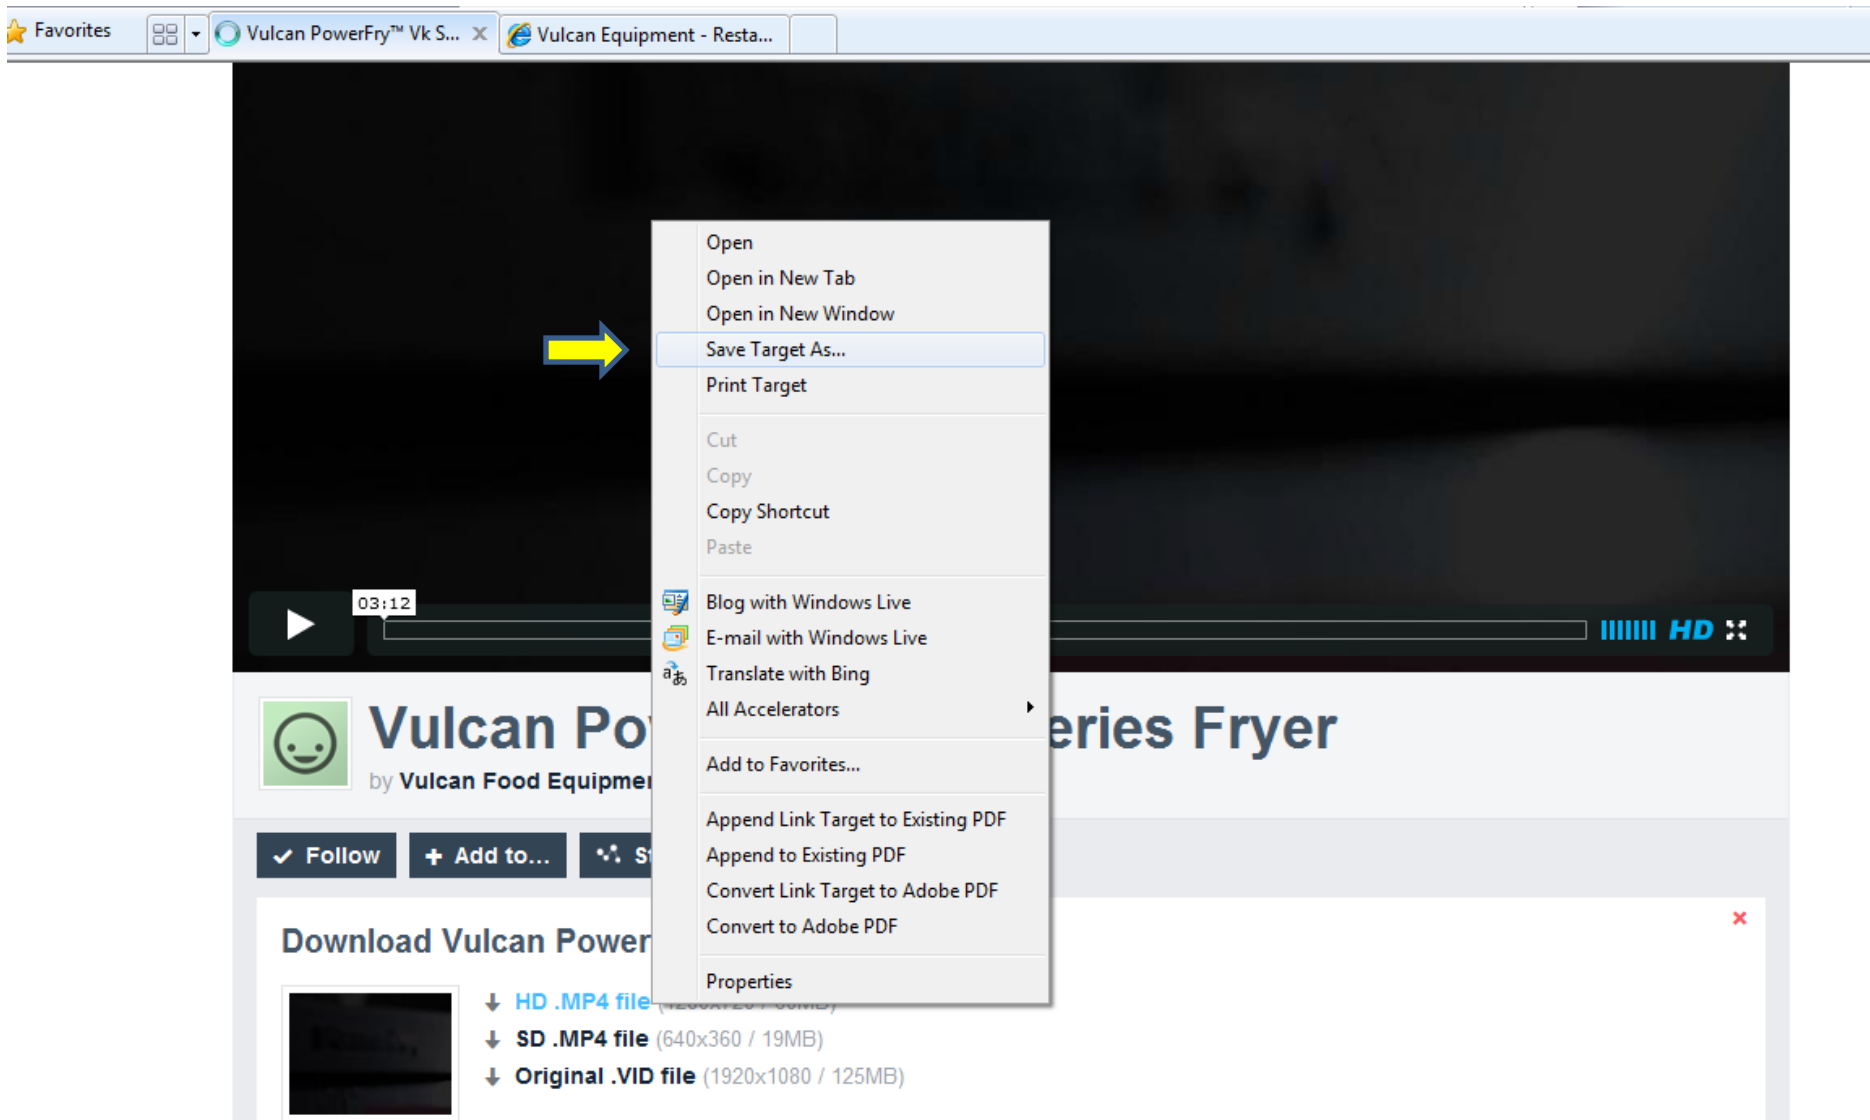 Favorites
Vulcan PowerFry™ Vk S...
Vulcan Equipment - Resta...
Open
Open in New Tab
Open in New Window
Save Target As...
Print Target
Cut
Copy
Copy Shortcut
Paste
Blog with Windows Live
E-mail with Windows Live
Translate with Bing
All Accelerators
Add to Favorites...
Append Link Target to Existing PDF
Append to Existing PDF
Convert Link Target to Adobe PDF
Convert to Adobe PDF
Properties
03:12
HD
Vulcan Po eries Fryer
by Vulcan Food Equipmen
Follow
Add to...
St
Download Vulcan Power
HD .MP4 file
SD .MP4 file (640x360 / 19MB)
Original .VID file (1920x1080 / 125MB)